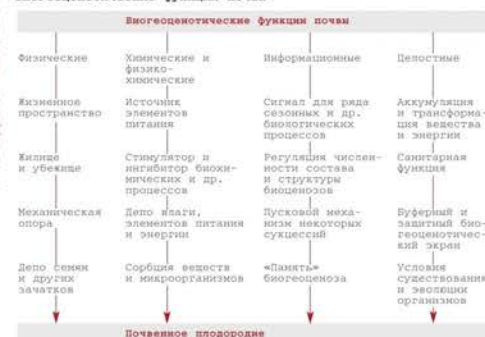 Биогеоценотические функции почвы
Физические
Химические и
физико-
химические
Информационные
Целостные
Жизненное
пространство
Источник
элементов
питания
Сигнал для ряда
сезонных и др.
биологических
процессов
Аккумуляция
и трансформа-
ция вещества
и энергии
Жилище
и убежище
Стимулятор и
ингибитор биохи-
мических и др.
процессов
Регуляция числен-
ности состава
и структуры
биоценозов
Санитарная
функция
Механическая
опора
Депо влаги,
элементов питания
и энергии
Пусковой меха-
низм некоторых
сукцессий
Буферный и
защитный био-
геоценотичес-
кий экран
Депо семян
и других
зачатков
Сорбция веществ
и микроорганизмов
«Память»
биогеоценоза
Условия
существования
и эволюции
организмов
Почвенное плодородие